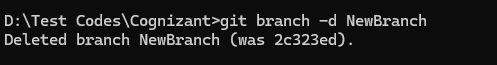 D:\Test Codes\Cognizant>git branch -d NewBranch
Deleted branch NewBranch (was 2c323ed).